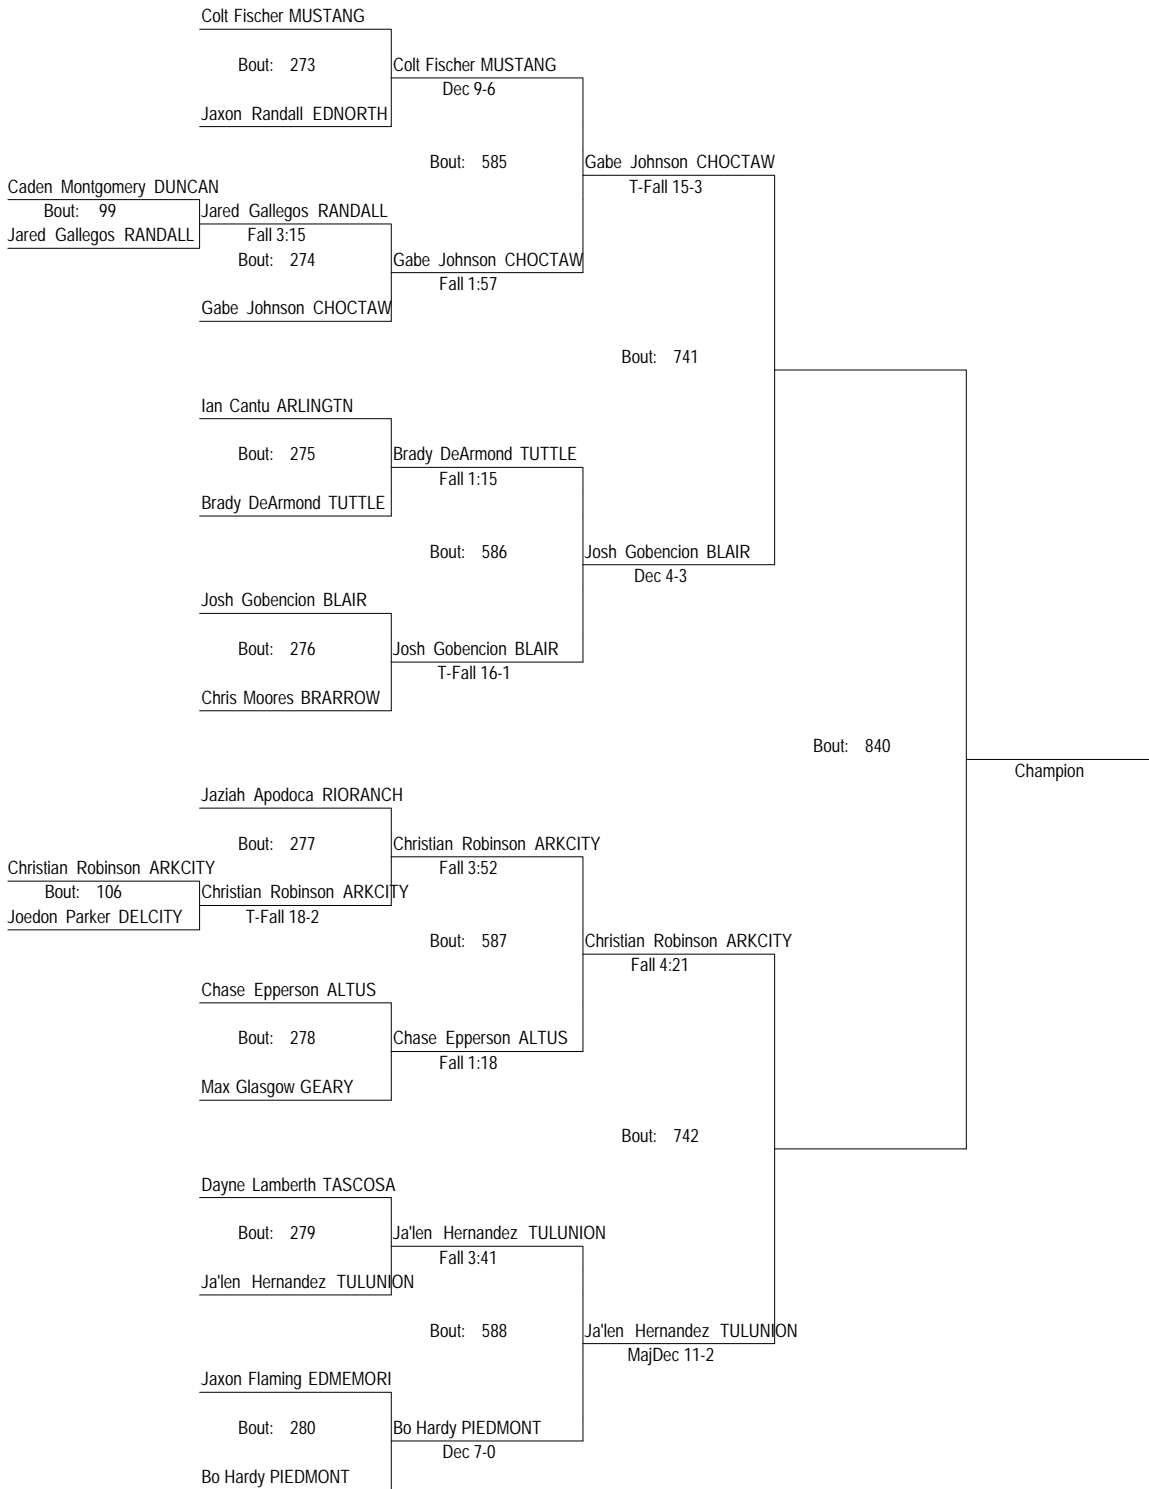 Colt Fischer MUSTANG
Bout: 273
Colt Fischer MUSTANG
Dec 9-6
Jaxon Randall EDNORTH
Bout: 585
Gabe Johnson CHOCTAW
T-Fall 15-3
Caden Montgomery DUNCAN
Bout: 99
Jared Gallegos RANDALL
Jared Gallegos RANDALL
Fall 3:15
Bout: 274
Gabe Johnson CHOCTAW
Fall 1:57
Gabe Johnson CHOCTAW
Bout: 741
Ian Cantu ARLINGTN
Bout: 275
Brady DeArmond TUTTLE
Fall 1:15
Brady DeArmond TUTTLE
Bout: 586
Josh Gobencion BLAIR
Dec 4-3
Josh Gobencion BLAIR
Bout: 276
Josh Gobencion BLAIR
T-Fall 16-1
Chris Moores BRARROW
Bout: 840
Champion
Jaziah Apodoca RIORANCH
Bout: 277
Christian Robinson ARKCITY
Fall 3:52
Christian Robinson ARKCITY
Bout: 106
Joedon Parker DELCITY
Christian Robinson ARKCITY
T-Fall 18-2
Bout: 587
Christian Robinson ARKCITY
Fall 4:21
Chase Epperson ALTUS
Bout: 278
Chase Epperson ALTUS
Fall 1:18
Max Glasgow GEARY
Bout: 742
Dayne Lamberth TASCOSA
Bout: 279
Ja'len Hernandez TULUNION
Fall 3:41
Ja'len Hernandez TULUNION
Bout: 588
Ja'len Hernandez TULUNION
MajDec 11-2
Jaxon Flaming EDMEMORI
Bout: 280
Bo Hardy PIEDMONT
Dec 7-0
Bo Hardy PIEDMONT